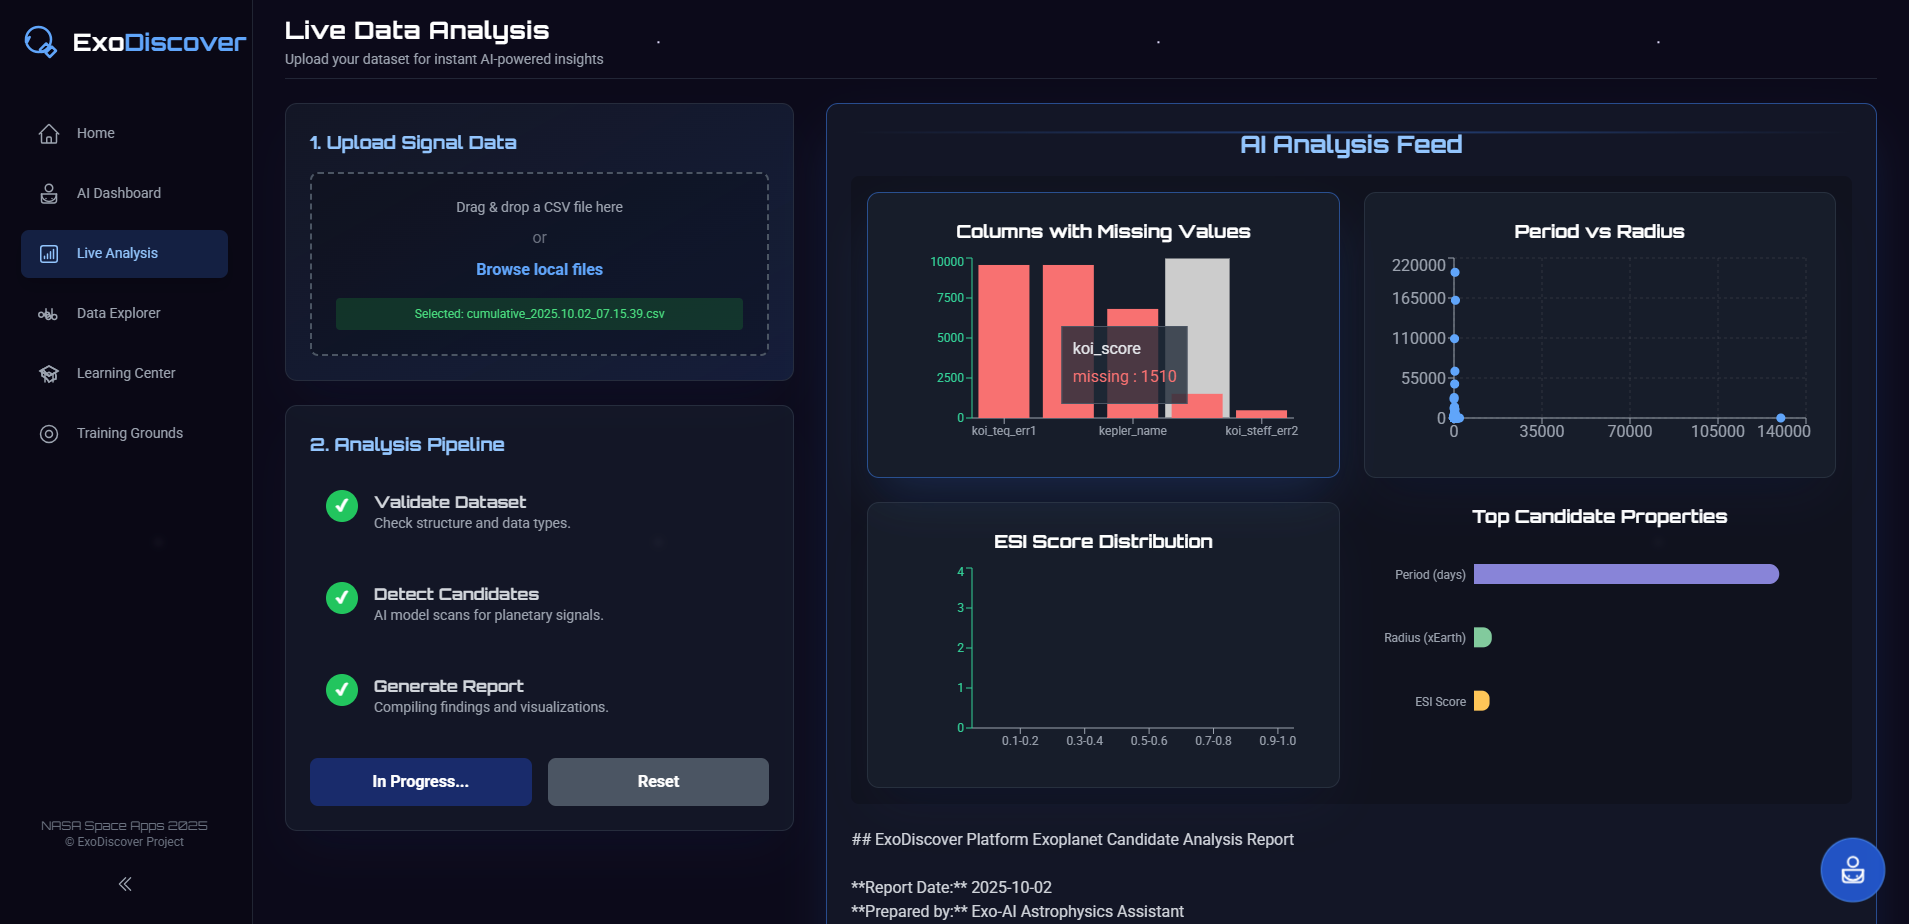 ExoDiscover
Home
AI Dashboard
Live Analysis
Data Explorer
Learning Center
Training Grounds
NASA Space Apps 2025
© ExoDiscover Project
Live Data Analysis
Upload your dataset for instant AI-powered insights
1. Upload Signal Data
Drag & drop a CSV file here
or
Browse local files
Selected: cumulative_2025.10.02_07.15.39.csv
2. Analysis Pipeline
Validate Dataset
Check structure and data types.
Detect Candidates
AI model scans for planetary signals.
Generate Report
Compiling findings and visualizations.
In Progress...
Reset
AI Analysis Feed
Columns with Missing Values
10000
7500
5000
2500
0
koi_score
missing : 1510
koi_teq_err1
kepler_name
koi_steff_err2
Period vs Radius
220000
165000
110000
55000
0
0
35000
70000
105000
140000
ESI Score Distribution
4
3
2
1
0
0.1-0.2
0.3-0.4
0.5-0.6
0.7-0.8
0.9-1.0
Top Candidate Properties
Period (days)
Radius (xEarth)
ESI Score
## ExoDiscover Platform Exoplanet Candidate Analysis Report
**Report Date:** 2025-10-02
**Prepared by:** Exo-AI Astrophysics Assistant